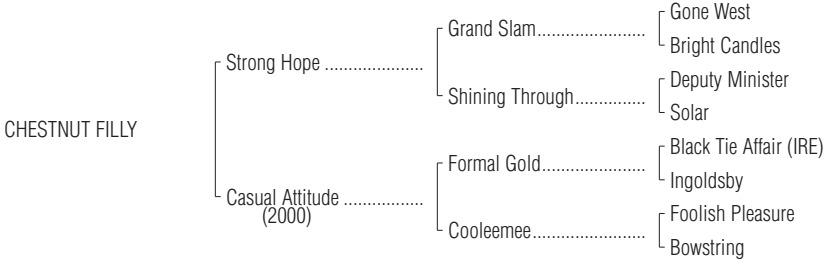 Gone West
Grand Slam.......................
Bright Candles
Strong Hope .....................
Deputy Minister
Shining Through...............
Solar
CHESTNUT FILLY
Black Tie Affair (IRE)
Formal Gold......................
Ingoldsby
Casual Attitude .................
(2000)
Foolish Pleasure
Cooleemee........................
Bowstring